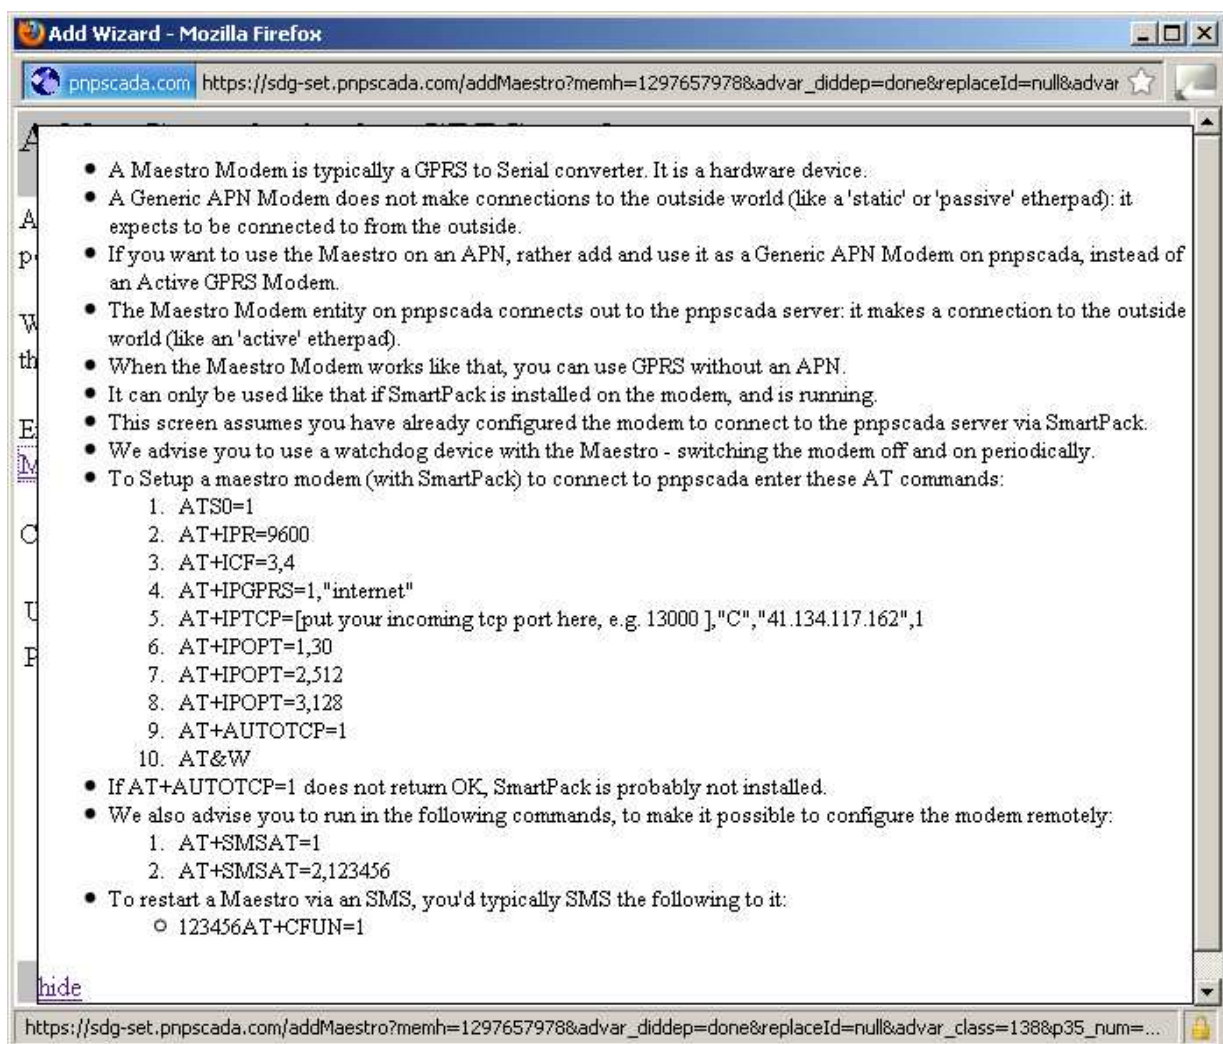 Add Wizard - Mozilla Firefox
pnpscada.com https://sdg-set.pnpscada.com/addMaestro?memh=1297657978&advar_diddep=done&replaceId=null&advar
• A Maestro Modem is typically a GPRS to Serial converter. It is a hardware device.
• A Generic APN Modem does not make connections to the outside world (like a 'static' or 'passive' etherpad): it
expects to be connected to from the outside.
• If you want to use the Maestro on an APN, rather add and use it as a Generic APN Modem on pnpscada, instead of
an Active GPRS Modem.
• The Maestro Modem entity on pnpscada connects out to the pnpscada server: it makes a connection to the outside
world (like an 'active' etherpad).
• When the Maestro Modem works like that, you can use GPRS without an APN.
• It can only be used like that if SmartPack is installed on the modem, and is running.
• This screen assumes you have already configured the modem to connect to the pnpscada server via SmartPack.
• We advise you to use a watchdog device with the Maestro - switching the modem off and on periodically.
• To Setup a maestro modem (with SmartPack) to connect to pnpscada enter these AT commands:
1. ATS0=1
2. AT+IPR=9600
3. AT+ICF=3,4
4. AT+IPGPRS=1,"internet"
5. AT+IPTCP=[put your incoming tcp port here, e.g. 13000 ],"C","41.134.117.162",1
6. AT+IPOPT=1,30
7. AT+IPOPT=2,512
8. AT+IPOPT=3,128
9. AT+AUTOTCP=1
10. AT&W
• If AT+AUTOTCP=1 does not return OK, SmartPack is probably not installed.
• We also advise you to run in the following commands, to make it possible to configure the modem remotely:
1. AT+SMSAT=1
2. AT+SMSAT=2,123456
• To restart a Maestro via an SMS, you'd typically SMS the following to it:
○ 123456AT+CFUN=1
hide
https://sdg-set.pnpscada.com/addMaestro?memh=1297657978&advar_diddep=done&replaceId=null&advar_class=138&p35_num=...